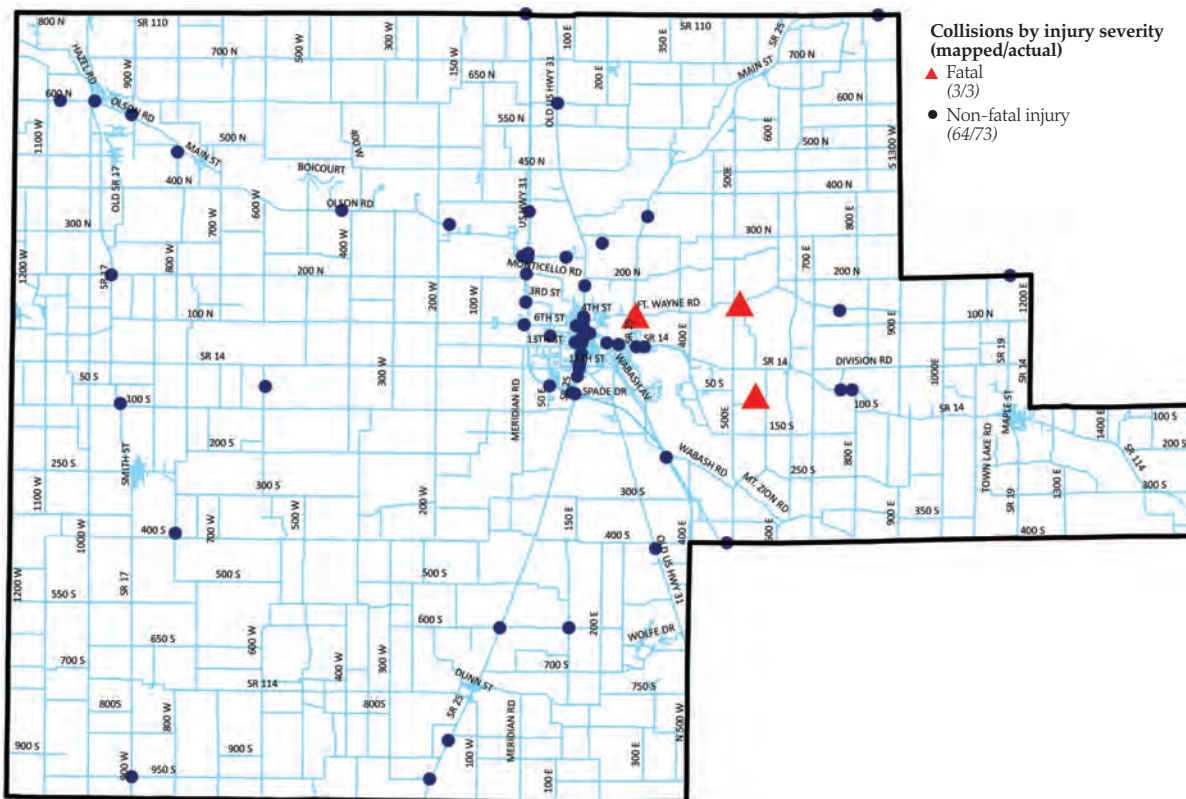 Collisions by injury severity
(mapped/actual)
Fatal
(3/3)
Non-fatal injury
(64/73)
800 N
SR 110
300 W
100 E
SR 110
350 E
SR 25
700 N
HAZEL RD
900 W
700 N
500 W
150 W
650 N
OLD US HWY 31
200 E
MAIN ST
700 N
600 N
OLSON RD
600 N
550 N
600 E
1100 W
500 N
MAIN ST
400 W
500 N
S 1300 W
BOICOURT
450 N
500E
400 N
OLD SR 17
600 W
OLSON RD
US HWY 31
400 N
300 N
700 W
400 W
300 N
800 E
1200 W
SR 17
800 W
200 N
MONTICELLO RD
200 N
700 E
200 N
1200 E
200 W
100 W
3RD ST
4TH ST
FT. WAYNE RD
100 N
6TH ST
900 E
100 N
13TH ST
SR 14
400 E
SR 14
300 W
SR 14
DIVISION RD
SR 19
SR 14
50 S
WABASH AV
50 S
1000E
100 S
MERIDIAN RD
50 E
SR 25
SPADE DR
500E
100 S
SR 14
MAPLE ST
150 S
1400 E
100 S
200 S
200 S
SMITH ST
WABASH RD
800 E
TOWN LAKE RD
SR 114
250 S
250 S
300 S
MT. ZION RD
1300 E
300 S
1100 W
200 W
300 S
SR 19
350 S
900 E
1000 W
400 S
700 W
500 W
150 E
400 S
400 E
600 E
400 S
1200 W
SR 17
500 S
500 S
OLD US HWY 31
550 S
600 S
200 E
WOLFE DR
650 S
600 W
400 W
300 W
700 S
700 S
SR 114
DUNN ST
750 S
800S
800 W
SR 25
MERIDIAN RD
N 500 W
900 S
900 S
100 W
300 E
900 W
950 S
100 E